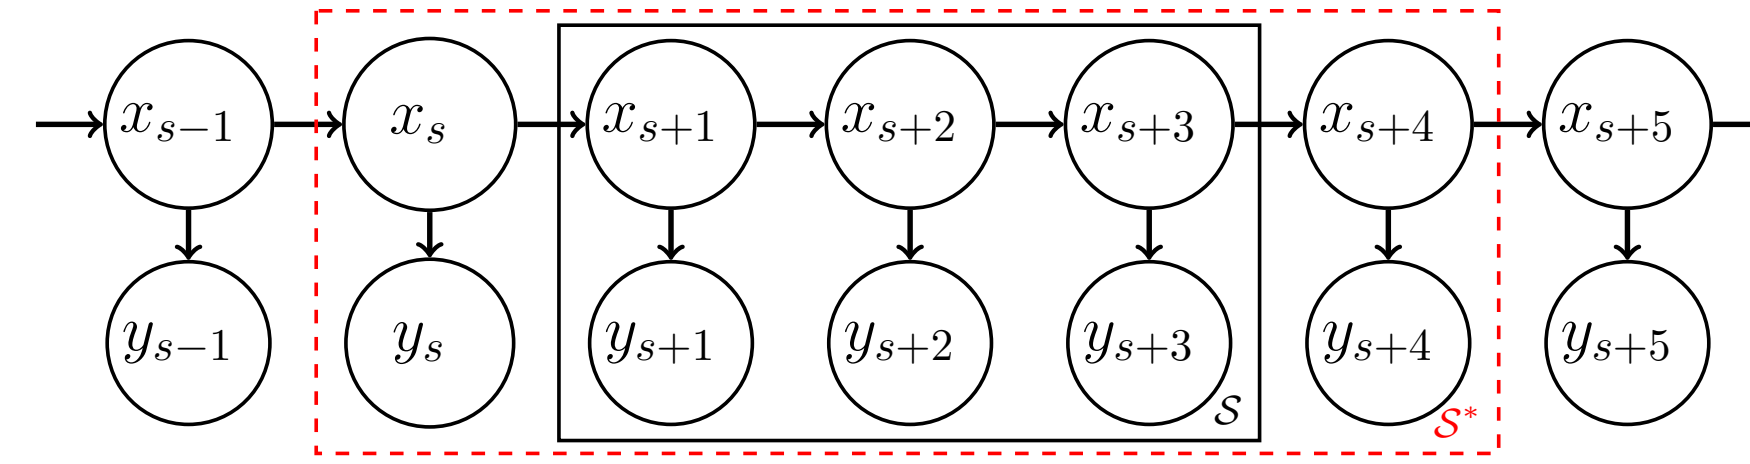 x_{s−1} x_s x_{s+1} x_{s+2} x_{s+3} x_{s+4} x_{s+5}
y_{s−1} y_s y_{s+1} y_{s+2} y_{s+3} y_{s+4} y_{s+5}
𝒮 𝒮*